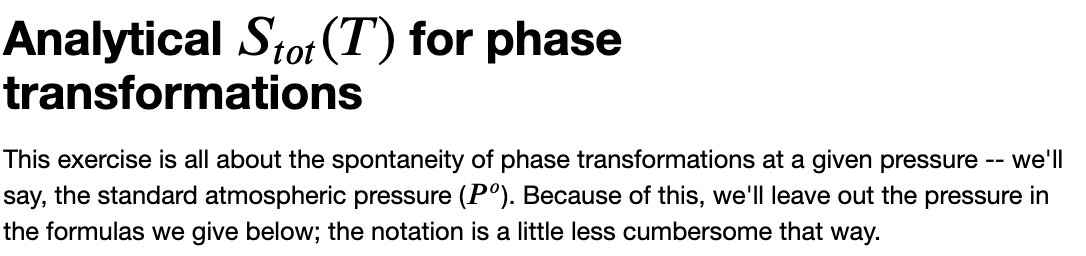 Analytical S_{tot}(T) for phase
transformations
This exercise is all about the spontaneity of phase transformations at a given pressure -- we'll
say, the standard atmospheric pressure (P^o). Because of this, we'll leave out the pressure in
the formulas we give below; the notation is a little less cumbersome that way.